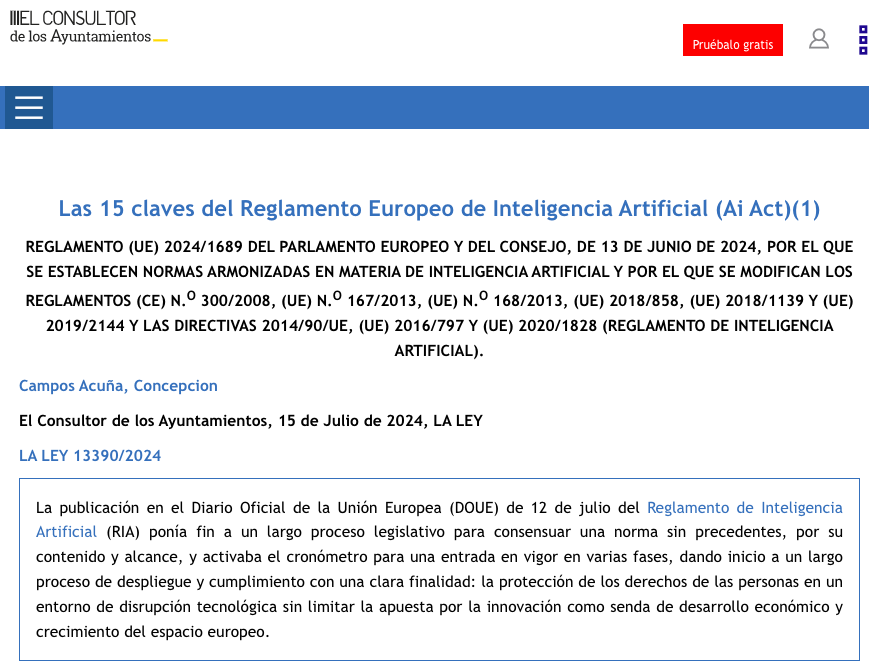 EL CONSULTOR
de los Ayuntamientos
Pruébalo gratis
Las 15 claves del Reglamento Europeo de Inteligencia Artificial (Ai Act)(1)
REGLAMENTO (UE) 2024/1689 DEL PARLAMENTO EUROPEO Y DEL CONSEJO, DE 13 DE JUNIO DE 2024, POR EL QUE
SE ESTABLECEN NORMAS ARMONIZADAS EN MATERIA DE INTELIGENCIA ARTIFICIAL Y POR EL QUE SE MODIFICAN LOS
REGLAMENTOS (CE) N.O 300/2008, (UE) N.O 167/2013, (UE) N.O 168/2013, (UE) 2018/858, (UE) 2018/1139 Y (UE)
2019/2144 Y LAS DIRECTIVAS 2014/90/UE, (UE) 2016/797 Y (UE) 2020/1828 (REGLAMENTO DE INTELIGENCIA
ARTIFICIAL).
Campos Acuña, Concepcion
El Consultor de los Ayuntamientos, 15 de Julio de 2024, LA LEY
LA LEY 13390/2024
La publicación en el Diario Oficial de la Unión Europea (DOUE) de 12 de julio del Reglamento de Inteligencia
Artificial (RIA) ponía fin a un largo proceso legislativo para consensuar una norma sin precedentes, por su
contenido y alcance, y activaba el cronómetro para una entrada en vigor en varias fases, dando inicio a un largo
proceso de despliegue y cumplimiento con una clara finalidad: la protección de los derechos de las personas en un
entorno de disrupción tecnológica sin limitar la apuesta por la innovación como senda de desarrollo económico y
crecimiento del espacio europeo.